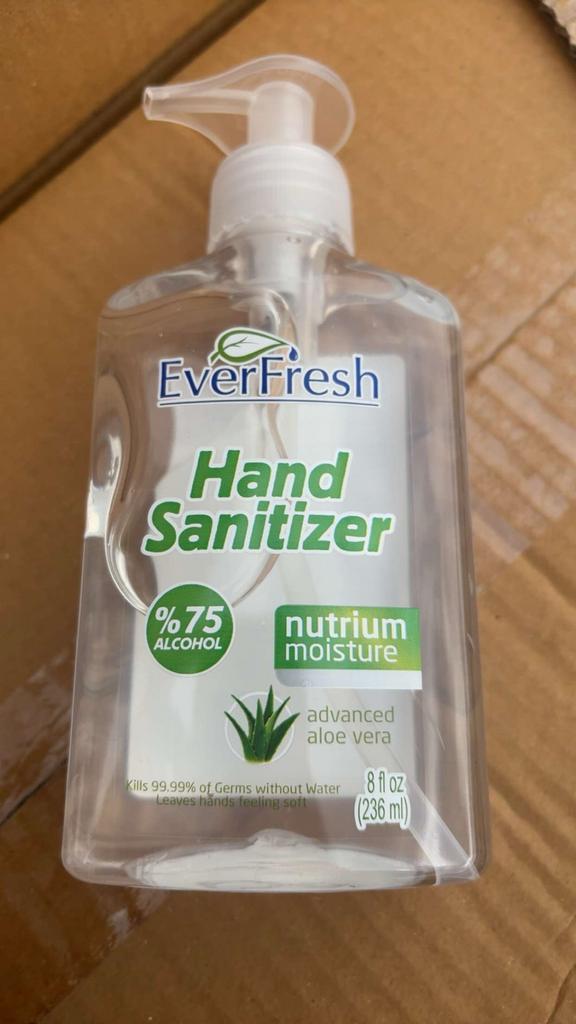 EverFresh
Hand
Sanitizer
%75
ALCOHOL
nutrium
moisture
advanced
aloe vera
Kills 99.99% of Germs without Water
Leaves hands feeling soft
8 fl oz
(236 ml)